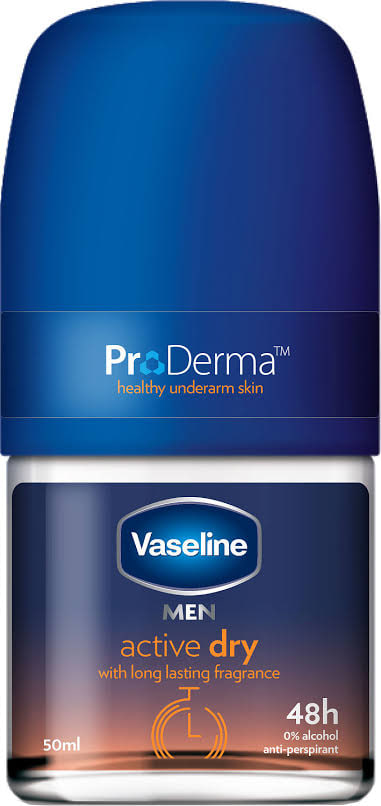 ProDerma™
healthy underarm skin
Vaseline
MEN
active dry
with long lasting fragrance
48h
0% alcohol
anti-perspirant
50ml